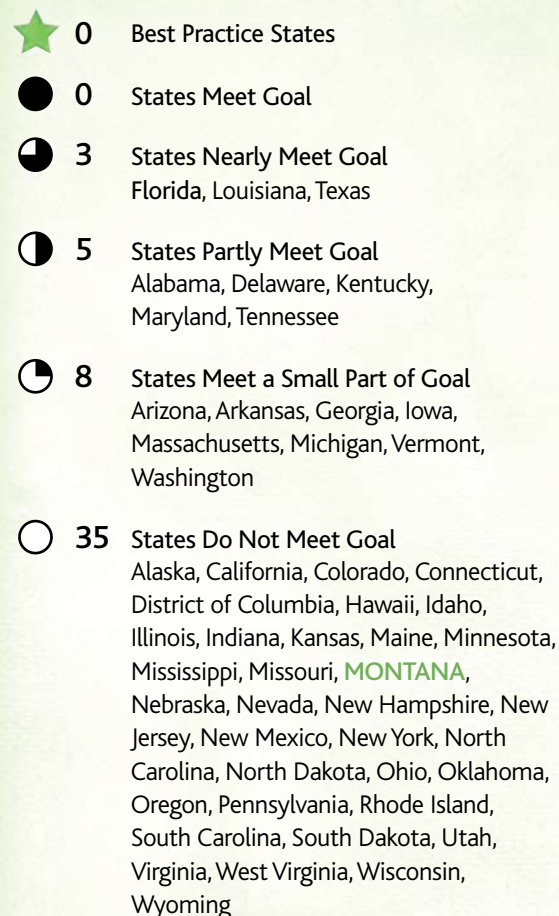 0 Best Practice States
0 States Meet Goal
3 States Nearly Meet Goal
Florida, Louisiana, Texas
5 States Partly Meet Goal
Alabama, Delaware, Kentucky,
Maryland, Tennessee
8 States Meet a Small Part of Goal
Arizona, Arkansas, Georgia, Iowa,
Massachusetts, Michigan, Vermont,
Washington
35 States Do Not Meet Goal
Alaska, California, Colorado, Connecticut,
District of Columbia, Hawaii, Idaho,
Illinois, Indiana, Kansas, Maine, Minnesota,
Mississippi, Missouri, MONTANA,
Nebraska, Nevada, New Hampshire, New
Jersey, New Mexico, New York, North
Carolina, North Dakota, Ohio, Oklahoma,
Oregon, Pennsylvania, Rhode Island,
South Carolina, South Dakota, Utah,
Virginia, West Virginia, Wisconsin,
Wyoming